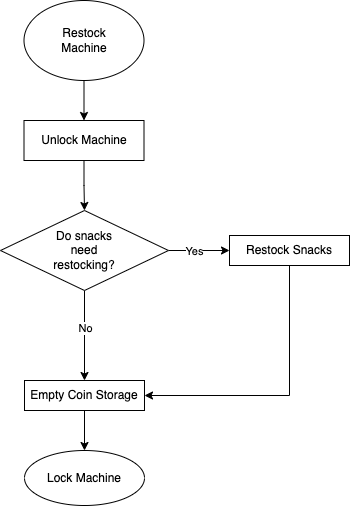 Restock
Machine
Unlock Machine
Do snacks
need
restocking?
Yes
Restock Snacks
No
Empty Coin Storage
Lock Machine